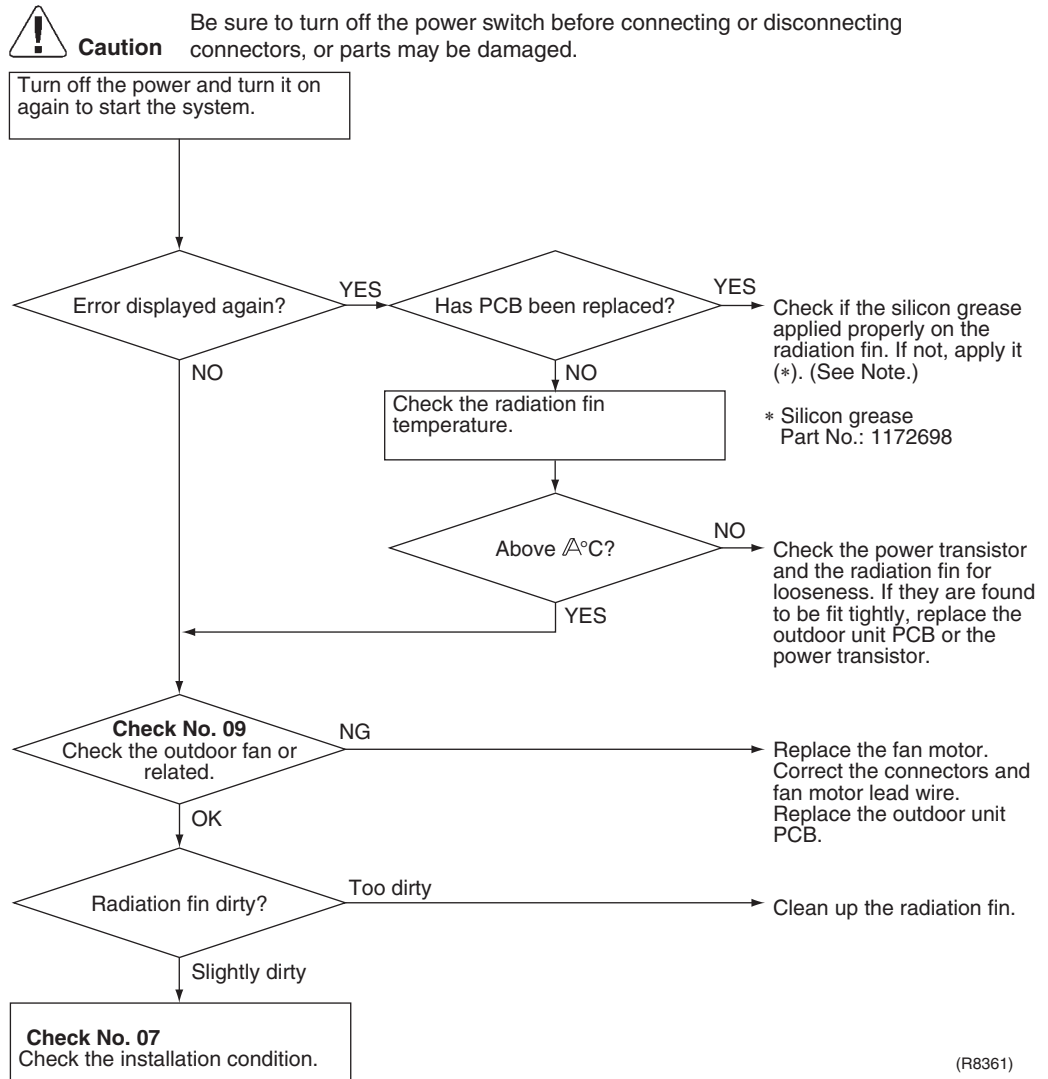 Be sure to turn off the power switch before connecting or disconnecting
Caution connectors, or parts may be damaged.
Turn off the power and turn it on
again to start the system.
Error displayed again?
YES
Has PCB been replaced?
YES
Check if the silicon grease
applied properly on the
radiation fin. If not, apply it
(∗). (See Note.)
∗ Silicon grease
Part No.: 1172698
NO
NO
Check the radiation fin
temperature.
Above 𝔸°C?
NO
Check the power transistor
and the radiation fin for
looseness. If they are found
to be fit tightly, replace the
outdoor unit PCB or the
power transistor.
YES
Check No. 09
Check the outdoor fan or
related.
NG
Replace the fan motor.
Correct the connectors and
fan motor lead wire.
Replace the outdoor unit
PCB.
OK
Radiation fin dirty?
Too dirty
Clean up the radiation fin.
Slightly dirty
Check No. 07
Check the installation condition.
(R8361)